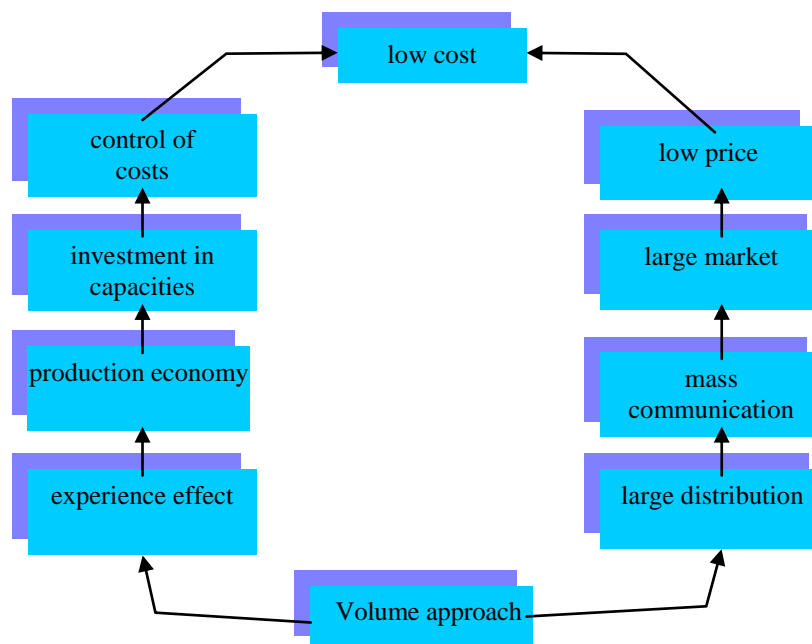 low cost
control of
costs
low price
investment in
capacities
large market
production economy
mass
communication
experience effect
large distribution
Volume approach